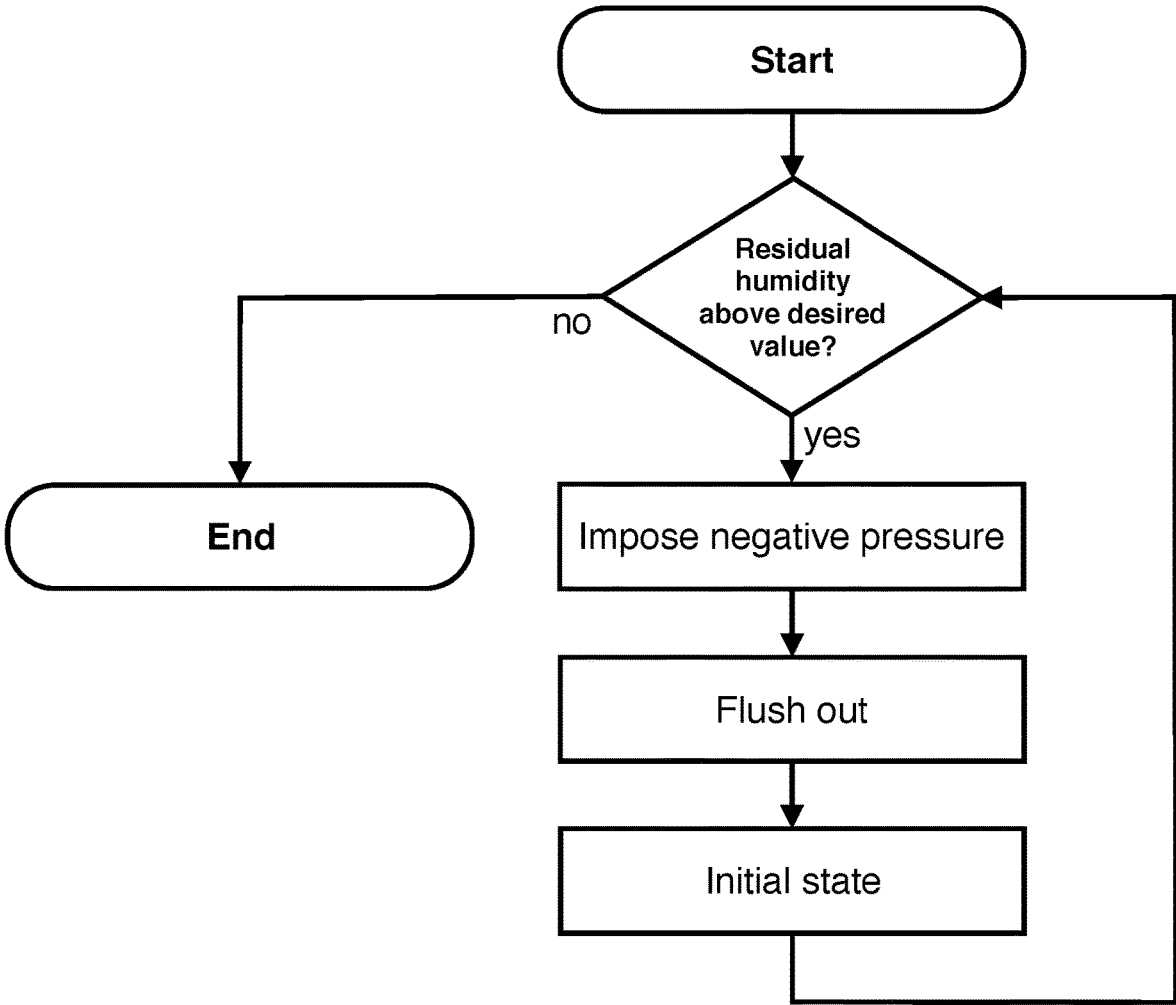 Start
Residual
humidity
above desired
value?
no
yes
End
Impose negative pressure
Flush out
Initial state